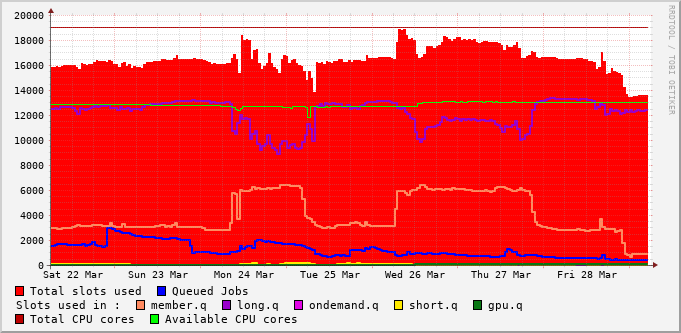 20000
18000
16000
14000
12000
10000
8000
6000
4000
2000
0
Sat 22 Mar Sun 23 Mar Mon 24 Mar Tue 25 Mar Wed 26 Mar Thu 27 Mar Fri 28 Mar
RRDTOOL / TOBI OETIKER
Total slots used Queued Jobs
Slots used in : member.q long.q ondemand.q short.q gpu.q
Total CPU cores Available CPU cores